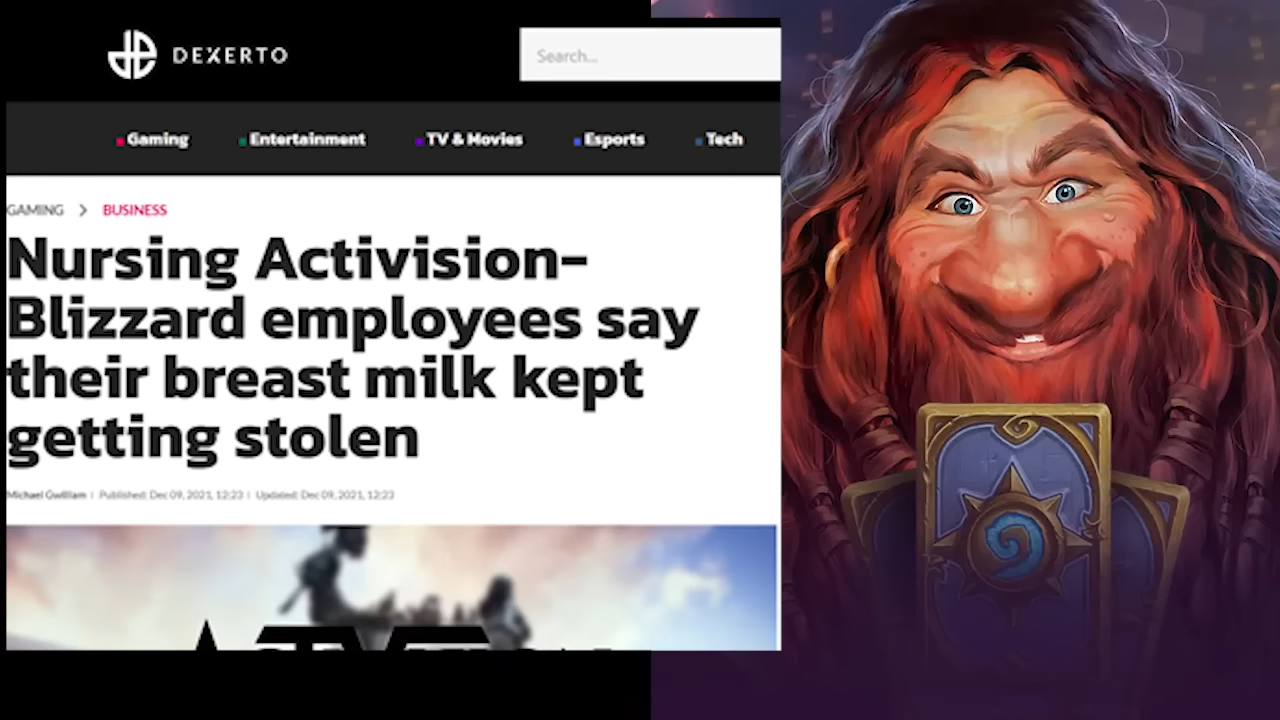 DEXERTO
Search...
Gaming
Entertainment
TV & Movies
Esports
Tech
GAMING > BUSINESS
Nursing Activision-
Blizzard employees say
their breast milk kept
getting stolen
Michael Gwilliam | Published: Dec 09, 2021, 12:23 | Updated: Dec 09, 2021, 12:23